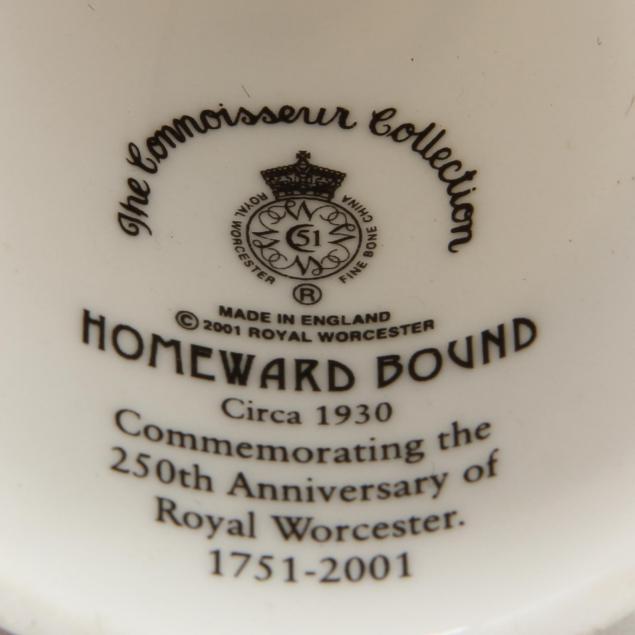 The Connoisseur Collection
ROYAL WORCESTER
FINE BONE CHINA
51
®
MADE IN ENGLAND
© 2001 ROYAL WORCESTER
HOMEWARD BOUND
Circa 1930
Commemorating the
250th Anniversary of
Royal Worcester.
1751-2001